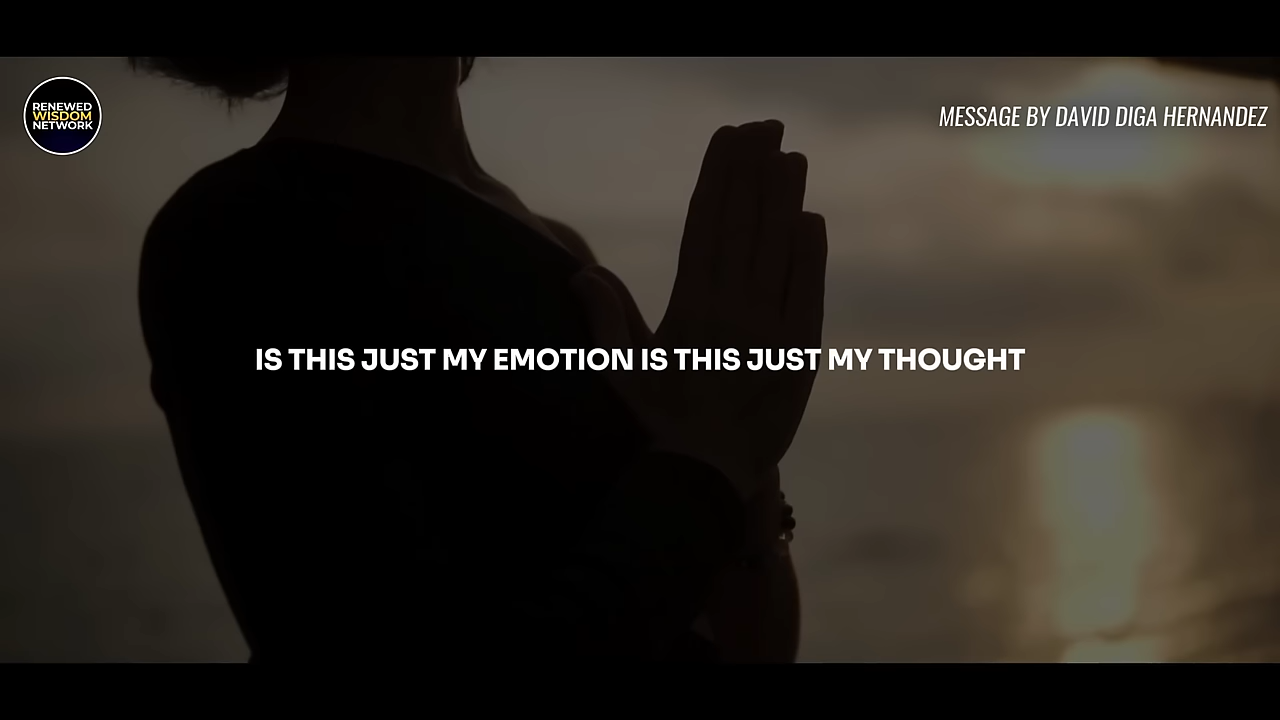 RENEWED
WISDOM
NETWORK
MESSAGE BY DAVID DIGA HERNANDEZ
IS THIS JUST MY EMOTION IS THIS JUST MY THOUGHT